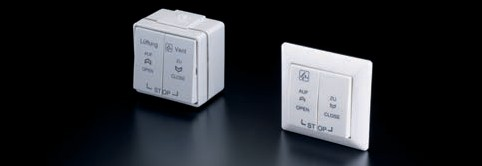 Lüftung Vent
AUF ZU
OPEN CLOSE
STOP
AUF ZU
OPEN CLOSE
STOP